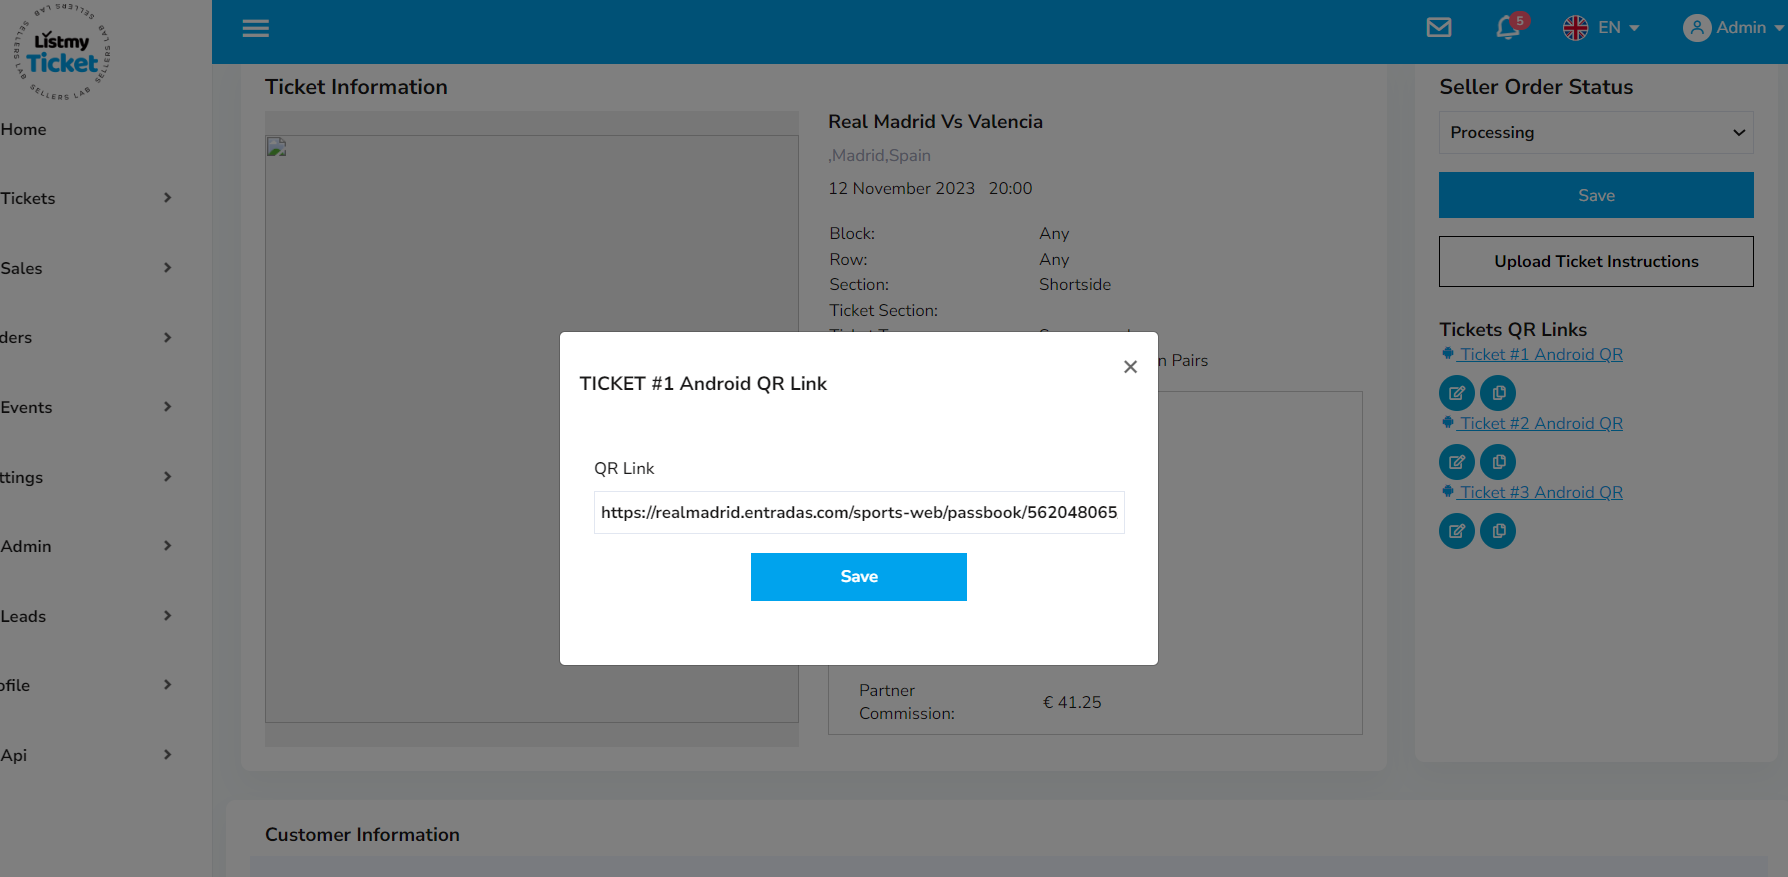 SELLERS LAB SELLERS LAB SELLERS LAB
Listmy
Ticket
Home
Tickets
Sales
ders
Events
ttings
Admin
Leads
ofile
Api
5
EN
Admin
Ticket Information
Real Madrid Vs Valencia
,Madrid,Spain
12 November 2023 20:00
Block: Any
Row: Any
Section: Shortside
Ticket Section:
n Pairs
TICKET #1 Android QR Link
×
QR Link
https://realmadrid.entradas.com/sports-web/passbook/562048065
Save
Partner
Commission:
€ 41.25
Seller Order Status
Processing
Save
Upload Ticket Instructions
Tickets QR Links
Ticket #1 Android QR
Ticket #2 Android QR
Ticket #3 Android QR
Customer Information